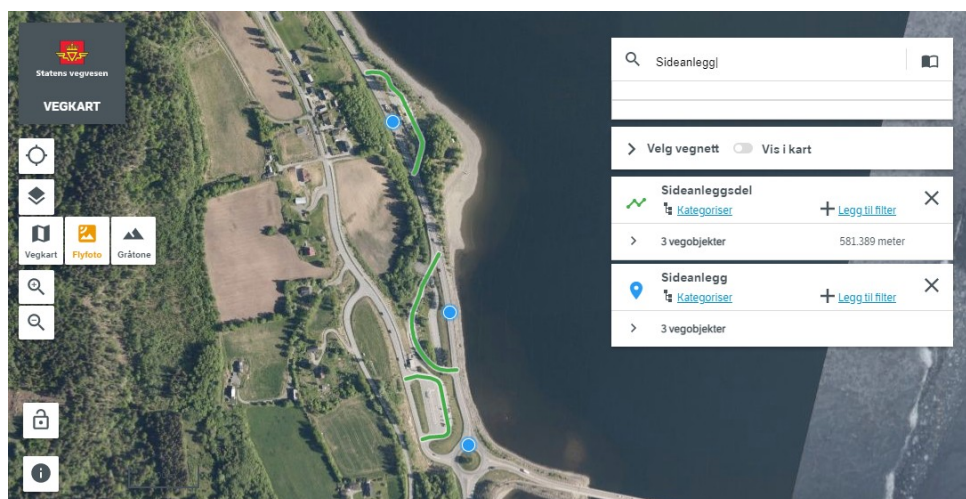 Statens vegvesen
VEGKART
Sideanlegg
Velg vegnett Vis i kart
Sideanleggsdel
Kategoriser Legg til filter
3 vegobjekter 581.389 meter
Sideanlegg
Kategoriser Legg til filter
3 vegobjekter
Vegkart Flyfoto Gråtone